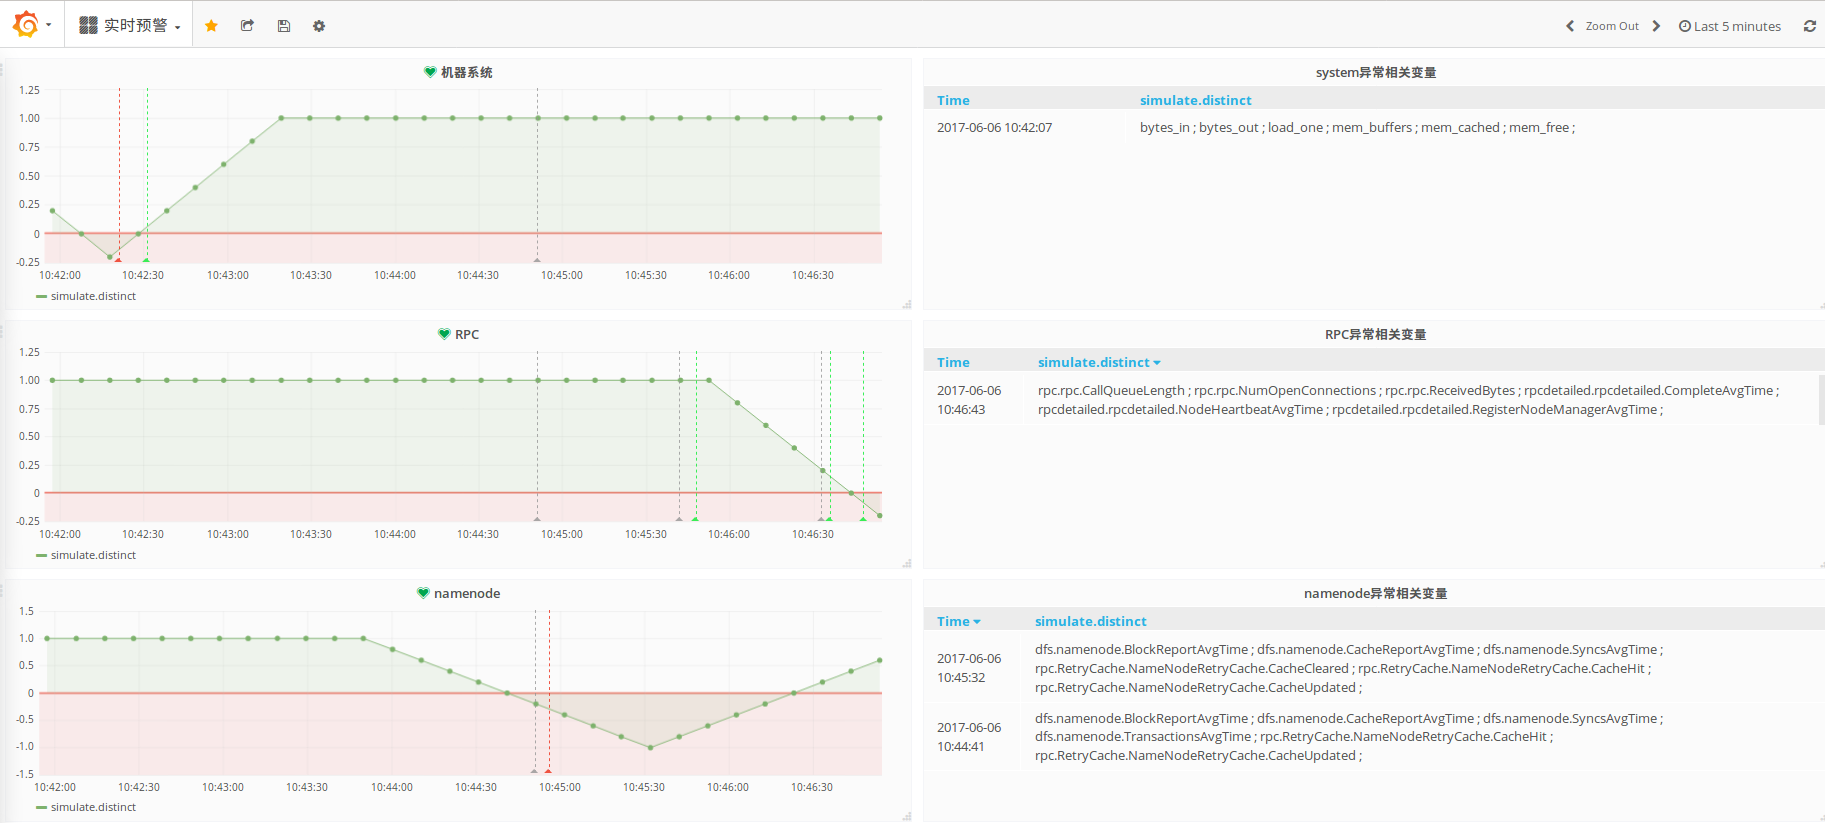 实时预警
Zoom Out
Last 5 minutes
机器系统
1.25
1.00
0.75
0.50
0.25
0
-0.25
10:42:00 10:42:30 10:43:00 10:43:30 10:44:00 10:44:30 10:45:00 10:45:30 10:46:00 10:46:30
simulate.distinct
system异常相关变量
Time simulate.distinct
2017-06-06 10:42:07 bytes_in ; bytes_out ; load_one ; mem_buffers ; mem_cached ; mem_free ;
RPC
1.25
1.00
0.75
0.50
0.25
0
-0.25
10:42:00 10:42:30 10:43:00 10:43:30 10:44:00 10:44:30 10:45:00 10:45:30 10:46:00 10:46:30
simulate.distinct
RPC异常相关变量
Time simulate.distinct
2017-06-06
10:46:43
rpc.rpc.CallQueueLength ; rpc.rpc.NumOpenConnections ; rpc.rpc.ReceivedBytes ; rpcdetailed.rpcdetailed.CompleteAvgTime ;
rpcdetailed.rpcdetailed.NodeHeartbeatAvgTime ; rpcdetailed.rpcdetailed.RegisterNodeManagerAvgTime ;
namenode
1.5
1.0
0.5
0
-0.5
-1.0
-1.5
10:42:00 10:42:30 10:43:00 10:43:30 10:44:00 10:44:30 10:45:00 10:45:30 10:46:00 10:46:30
simulate.distinct
namenode异常相关变量
Time simulate.distinct
2017-06-06
10:45:32
dfs.namenode.BlockReportAvgTime ; dfs.namenode.CacheReportAvgTime ; dfs.namenode.SyncsAvgTime ;
rpc.RetryCache.NameNodeRetryCache.CacheCleared ; rpc.RetryCache.NameNodeRetryCache.CacheHit ;
rpc.RetryCache.NameNodeRetryCache.CacheUpdated ;
2017-06-06
10:44:41
dfs.namenode.BlockReportAvgTime ; dfs.namenode.CacheReportAvgTime ; dfs.namenode.SyncsAvgTime ;
dfs.namenode.TransactionsAvgTime ; rpc.RetryCache.NameNodeRetryCache.CacheHit ;
rpc.RetryCache.NameNodeRetryCache.CacheUpdated ;